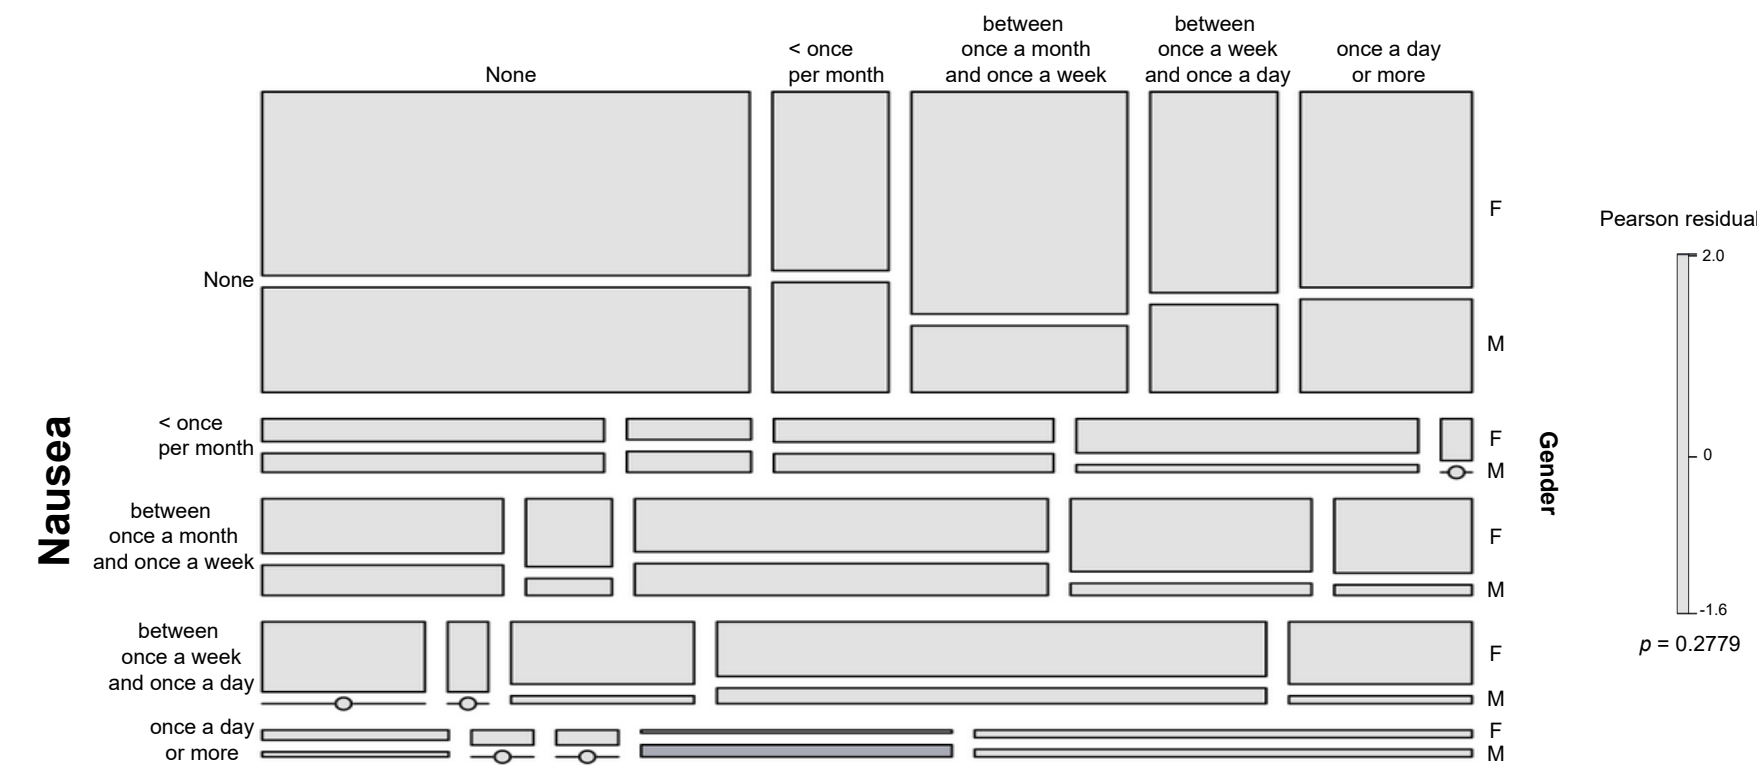 between
once a month
and once a week
between
once a week
and once a day
< once
per month
once a day
or more
None
None
F
M
< once
per month
F
M
between
once a month
and once a week
F
M
between
once a week
and once a day
F
M
once a day
or more
F
M
Nausea
Gender
Pearson residual
2.0
0
-1.6
p = 0.2779